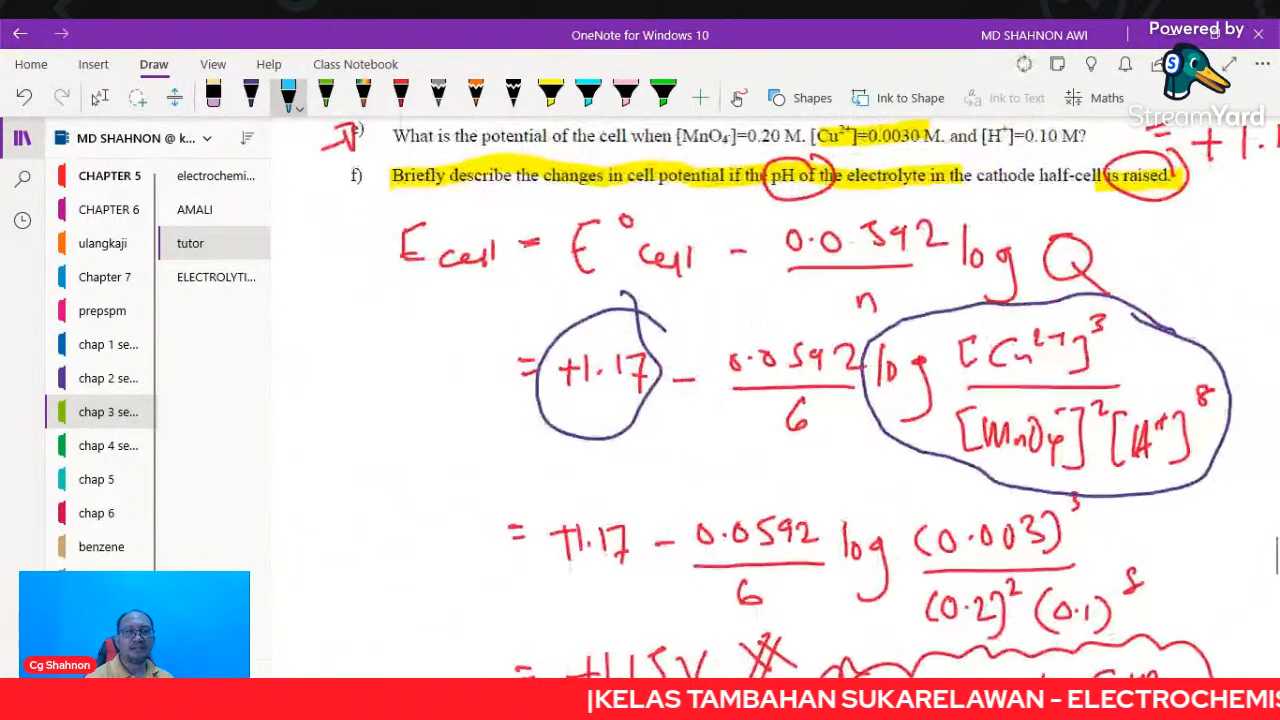 Powered by
StreamYard
OneNote for Windows 10
MD SHAHNON AWI
Home
Insert
Draw
View
Help
Class Notebook
Shapes
Ink to Shape
Ink to Text
Maths
MD SHAHNON @ k...
CHAPTER 5
CHAPTER 6
ulangkaji
Chapter 7
prepspm
chap 1 se...
chap 2 se...
chap 3 se...
chap 4 se...
chap 5
chap 6
benzene
electrochemi...
AMALI
tutor
ELECTROLYTI...
What is the potential of the cell when [MnO₄⁻]=0.20 M. [Cu²⁺]=0.0030 M. and [H⁺]=0.10 M?
= +1.1
f) Briefly describe the changes in cell potential if the pH of the electrolyte in the cathode half-cell is raised.
E cell = E⁰ cell - 0.0592/n log Q
= +1.17 - 0.0592/6 log [Cu²⁺]³/[MnO₄⁻]²[H⁺]⁸
= +1.17 - 0.0592/6 log (0.003)³/(0.2)²(0.1)⁸
= +1.15V
Cg Shahnon
|KELAS TAMBAHAN SUKARELAWAN - ELECTROCHEMIS